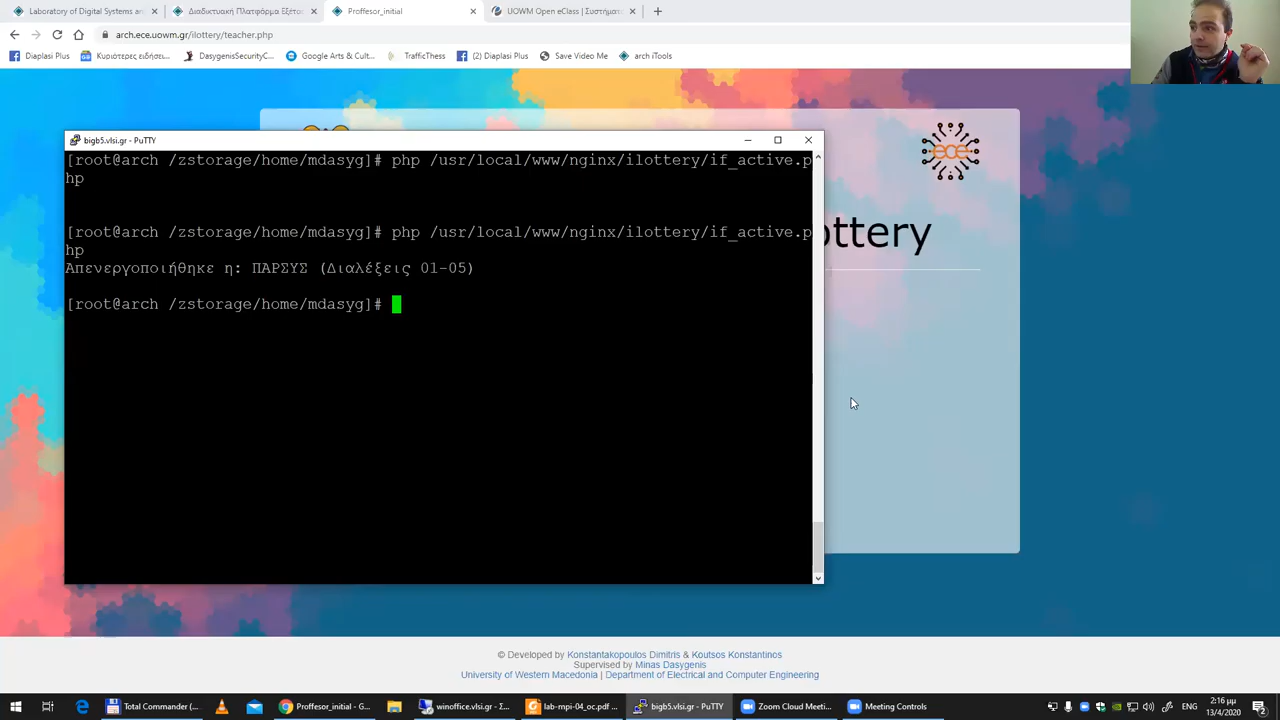 Laboratory of Digital Systems an
Διαδικτυακή Πλατφόρμα Εξέτασ
Proffesor_initial
UOWM Open eClass | Συστήματα
arch.ece.uowm.gr/ilottery/teacher.php
Diaplasi Plus
Κυριότερες ειδήσει...
DasygenisSecurityC...
Google Arts & Cult...
TrafficThess
(2) Diaplasi Plus
Save Video Me
arch iTools
bigb5.vlsi.gr - PuTTY
[root@arch /zstorage/home/mdasyg]# php /usr/local/www/nginx/ilottery/if_active.p
hp
[root@arch /zstorage/home/mdasyg]# php /usr/local/www/nginx/ilottery/if_active.p
hp
Απενεργοποιήθηκε η: ΠΑΡΣΥΣ (Διαλέξεις 01-05)
[root@arch /zstorage/home/mdasyg]#
ottery
ece
© Developed by Konstantakopoulos Dimitris & Koutsos Konstantinos
Supervised by Minas Dasygenis
University of Western Macedonia | Department of Electrical and Computer Engineering
Total Commander (...
Proffesor_initial - G...
winoffice.vlsi.gr - Σ...
lab-mpi-04_oc.pdf ...
bigb5.vlsi.gr - PuTTY
Zoom Cloud Meeti...
Meeting Controls
2:16 μμ
13/4/2020